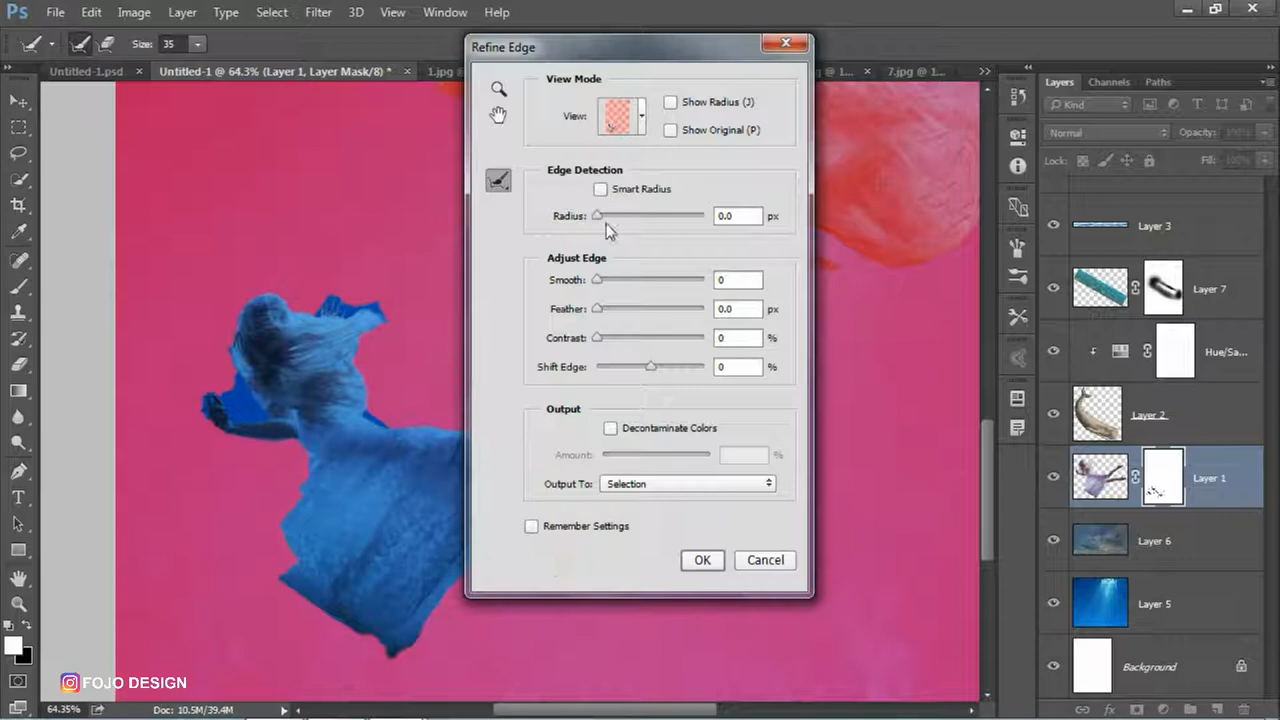 Ps File Edit Image Layer Type Select Filter 3D View Window Help
Size: 35
Untitled-1.psd × Untitled-1 @ 64.3% (Layer 1, Layer Mask/8) * × 1.jpg @ 7.jpg @ 1...
Refine Edge
View Mode
View:
Show Radius (J)
Show Original (P)
Edge Detection
Smart Radius
Radius: 0.0 px
Adjust Edge
Smooth: 0
Feather: 0.0 px
Contrast: 0 %
Shift Edge: 0 %
Output
Decontaminate Colors
Amount: %
Output To: Selection
Remember Settings
OK Cancel
Layers Channels Paths
Kind
Normal Opacity: 100%
Lock: Fill: 100%
Layer 3
Layer 7
Hue/Sa...
Layer 2
Layer 1
Layer 6
Layer 5
Background
FOJO DESIGN
64.35% Doc: 10.5M/39.4M